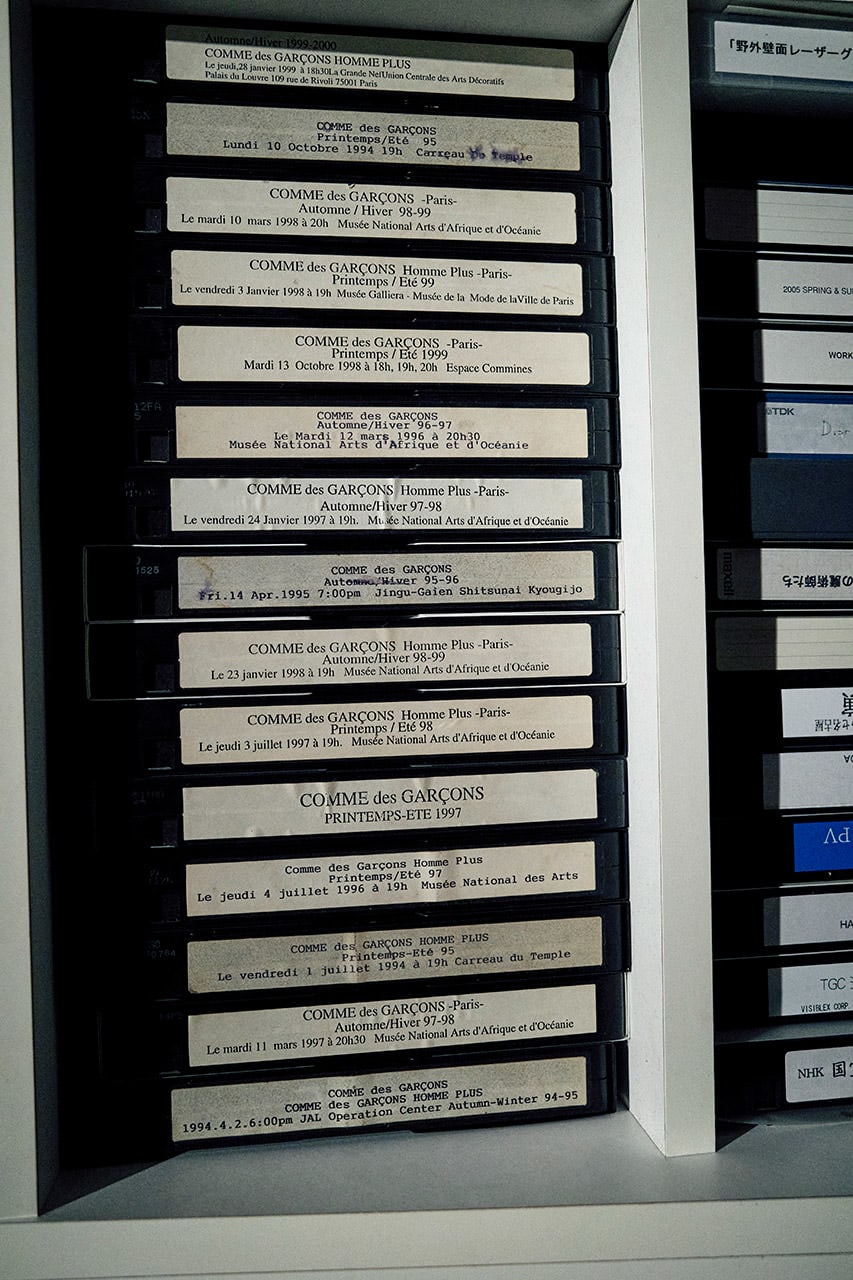 Automne/Hiver 1999-2000
COMME des GARÇONS HOMME PLUS
Le jeudi,28 janvier 1999 à 18h30La Grande Nef Union Centrale des Arts Décoratifs
Palais du Louvre 109 rue de Rivoli 75001 Paris
COMME des GARÇONS
Printemps/Eté 95
Lundi 10 Octobre 1994 19h Carreau Du Temple
COMME des GARÇONS -Paris-
Automne / Hiver 98-99
Le mardi 10 mars 1998 à 20h Musée National Arts d'Afrique et d'Océanie
COMME des GARÇONS Homme Plus -Paris-
Printemps / Eté 99
Le vendredi 3 Janvier 1998 à 19h Musée Galliera - Musée de la Mode de laVille de Paris
COMME des GARÇONS -Paris-
Printemps / Eté 1999
Mardi 13 Octobre 1998 à 18h, 19h, 20h Espace Commines
COMME des GARÇONS
Automne/Hiver 96-97
Le Mardi 12 mars 1996 à 20h30
Musée National Arts d'Afrique et d'Océanie
COMME des GARÇONS Homme Plus -Paris-
Automne/Hiver 97-98
Le vendredi 24 Janvier 1997 à 19h. Musée National Arts d'Afrique et d'Océanie
1525
COMME des GARÇONS
Automne/Hiver 95-96
Fri.14 Apr.1995 7:00pm Jingu-Gaien Shitsunai Kyougijo
COMME des GARÇONS Homme Plus -Paris-
Automne/Hiver 98-99
Le 23 janvier 1998 à 19h Musée National Arts d'Afrique et d'Océanie
COMME des GARÇONS Homme Plus -Paris-
Printemps / Eté 98
Le jeudi 3 juillet 1997 à 19h. Musée National Arts d'Afrique et d'Océanie
COMME des GARÇONS
PRINTEMPS-ETE 1997
Comme des Garçons Homme Plus
Printemps/Eté 97
Le jeudi 4 juillet 1996 à 19h Musée National des Arts
COMME des GARÇONS HOMME PLUS
Printemps-Eté 95
Le vendredi 1 juillet 1994 à 19h Carreau du Temple
COMME des GARÇONS -Paris-
Automne/Hiver 97-98
Le mardi 11 mars 1997 à 20h30 Musée National Arts d'Afrique et d'Océanie
COMME des GARÇONS
COMME des GARÇONS HOMME PLUS
1994.4.2.6:00pm JAL Operation Center Autumn-Winter 94-95
「野外壁面レーザーグ
2005 SPRING & SU
WORK
TDK
maxell
の魔術師たち
PV
HA
TGC
VISIBLEX CORP.
NHK 国